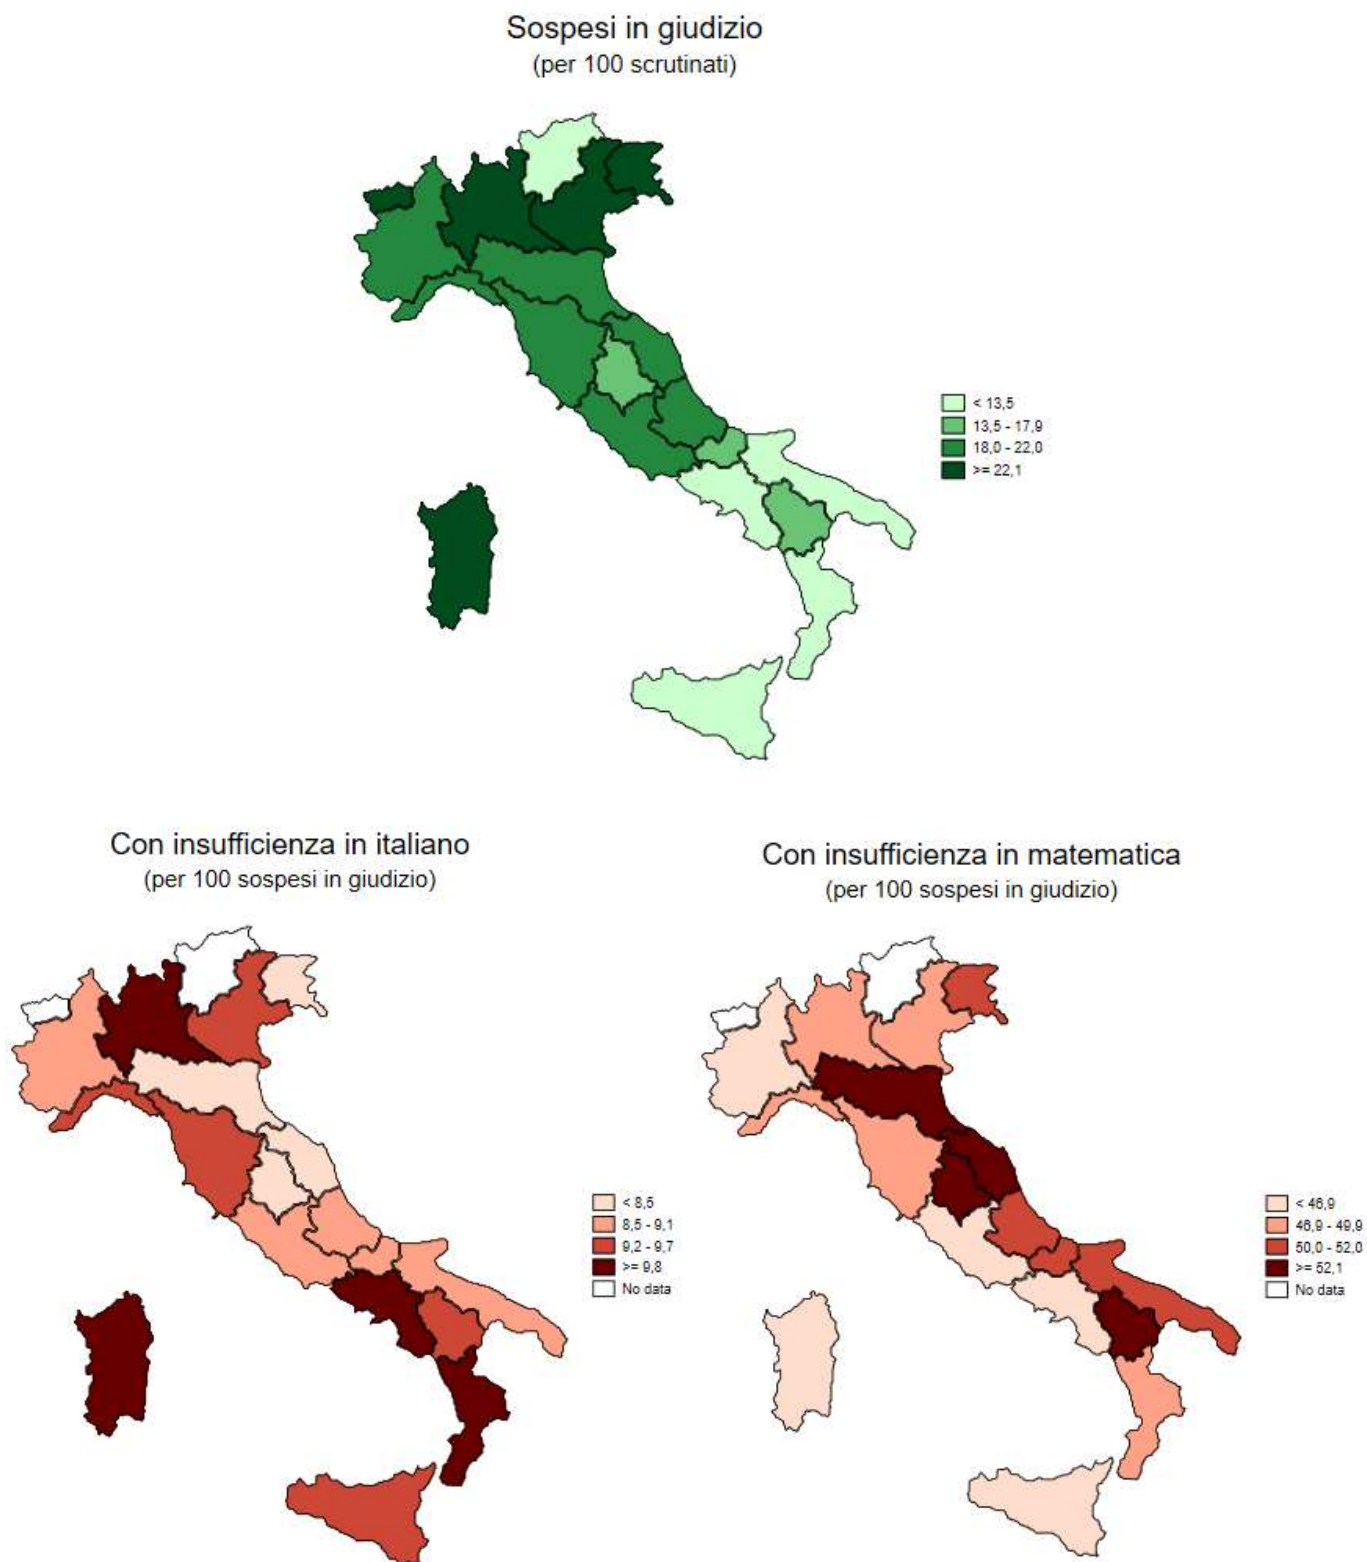 Sospesi in giudizio
(per 100 scrutinati)
< 13,5
13,5 - 17,9
18,0 - 22,0
>= 22,1
Con insufficienza in italiano
(per 100 sospesi in giudizio)
< 8,5
8,5 - 9,1
9,2 - 9,7
>= 9,8
No data
Con insufficienza in matematica
(per 100 sospesi in giudizio)
< 46,9
46,9 - 49,9
50,0 - 52,0
>= 52,1
No data